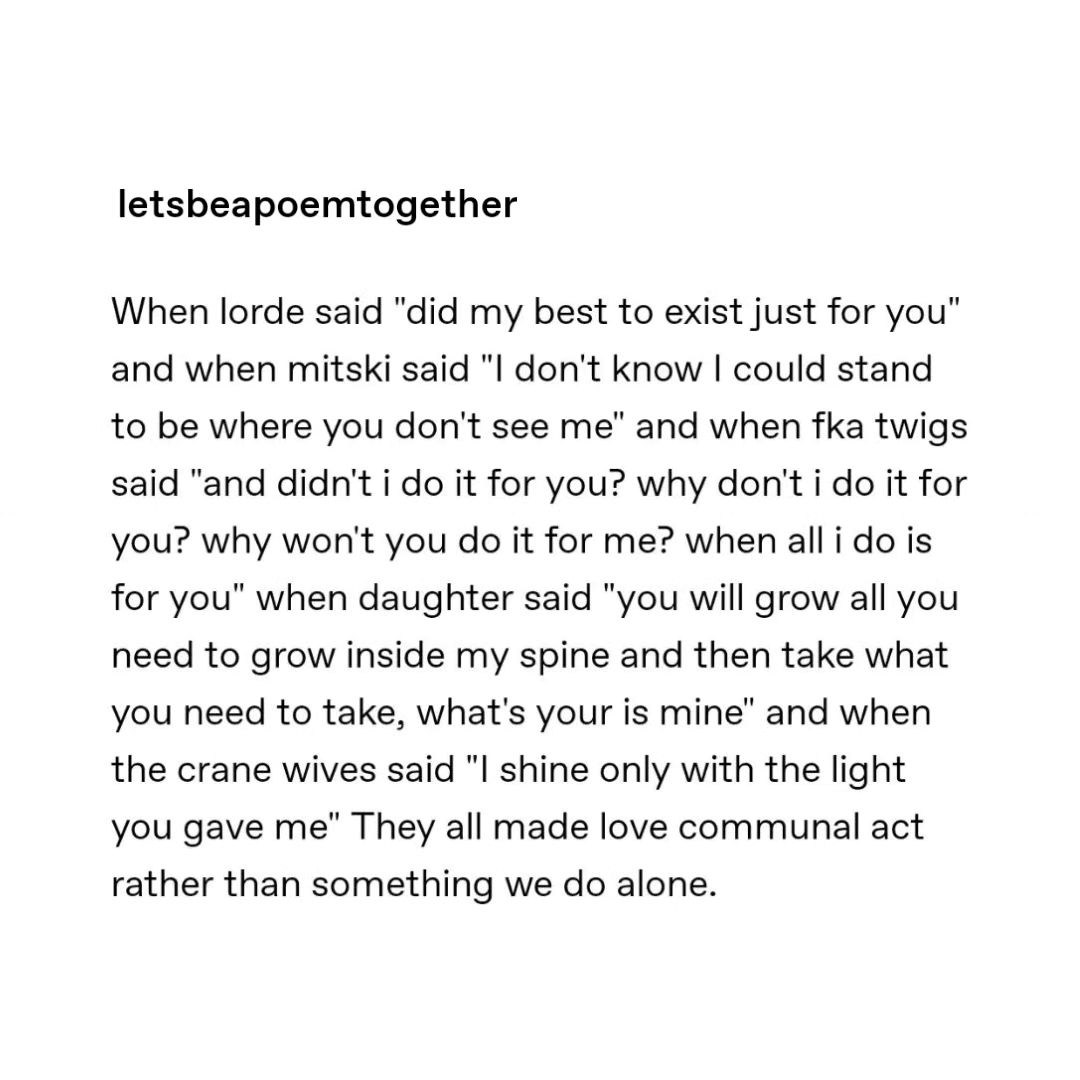 letsbeapoemtogether
When lorde said "did my best to exist just for you"
and when mitski said "I don't know I could stand
to be where you don't see me" and when fka twigs
said "and didn't i do it for you? why don't i do it for
you? why won't you do it for me? when all i do is
for you" when daughter said "you will grow all you
need to grow inside my spine and then take what
you need to take, what's your is mine" and when
the crane wives said "I shine only with the light
you gave me" They all made love communal act
rather than something we do alone.